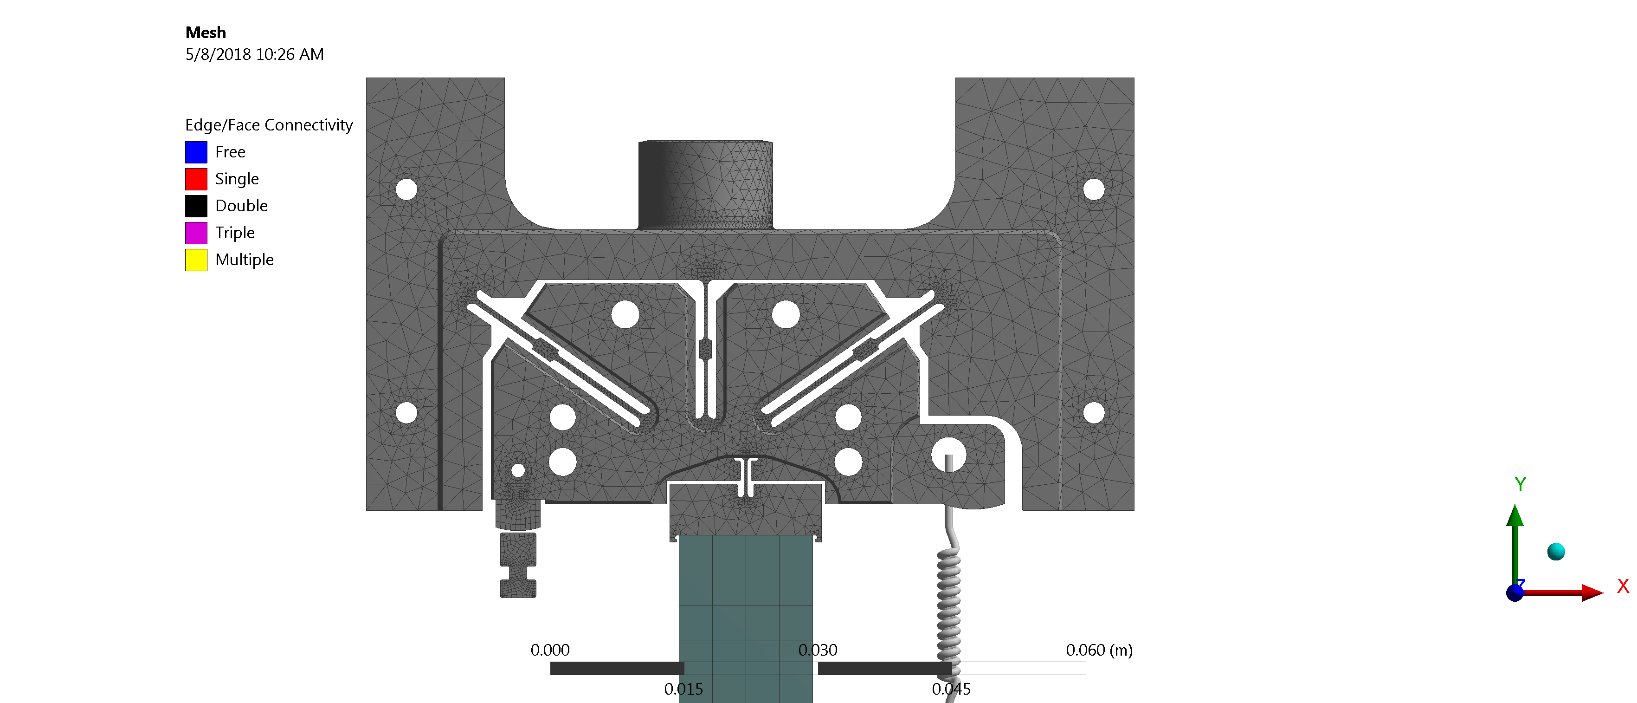 Mesh
5/8/2018 10:26 AM
Edge/Face Connectivity
Free
Single
Double
Triple
Multiple
Y
Z
X
0.000
0.030
0.060 (m)
0.015
0.045